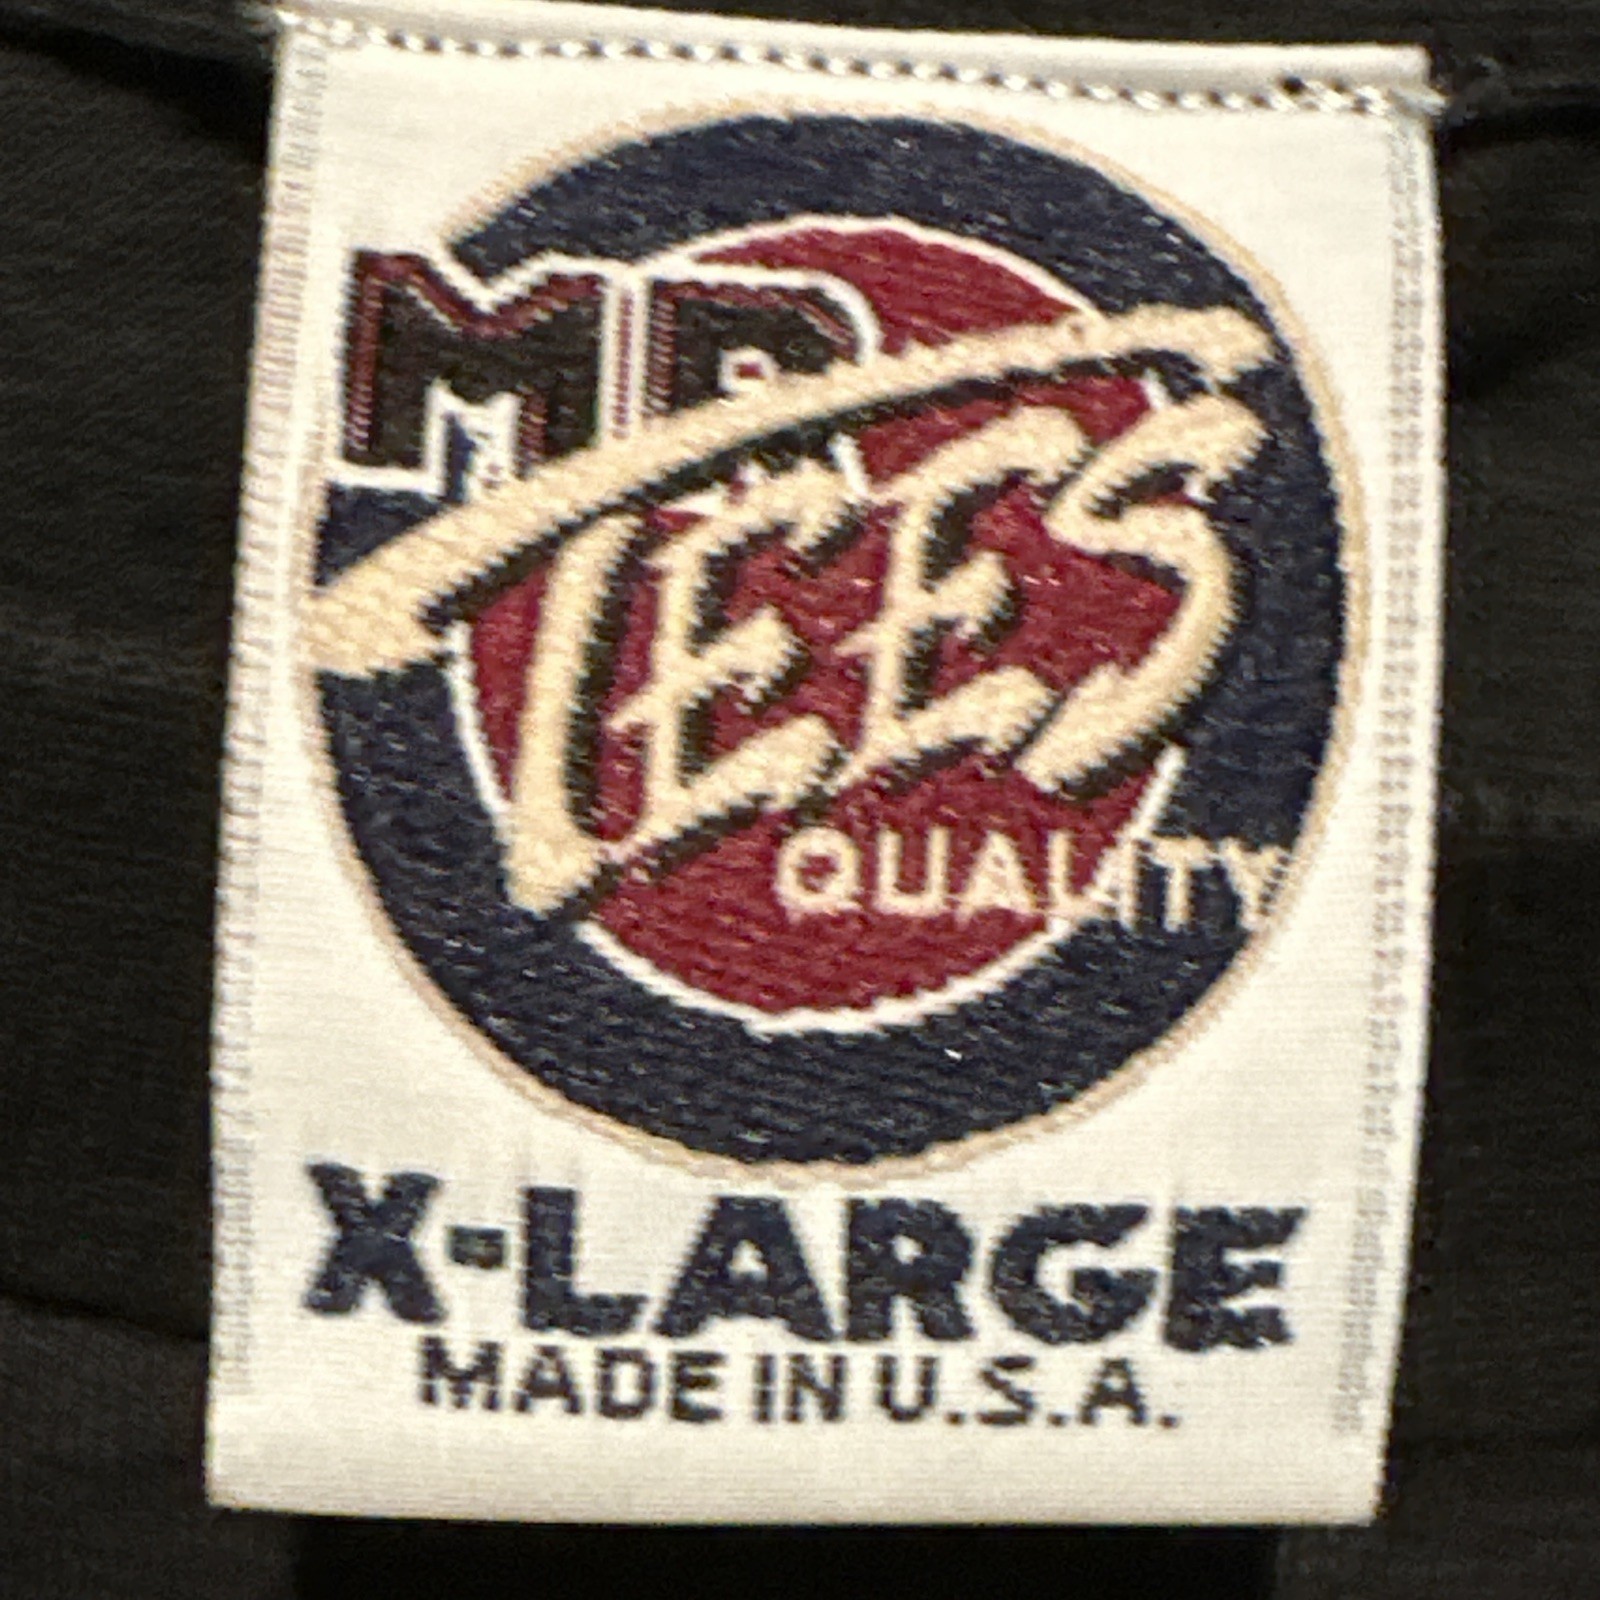 MR
TEES
QUALITY
X-LARGE
MADE IN U.S.A.